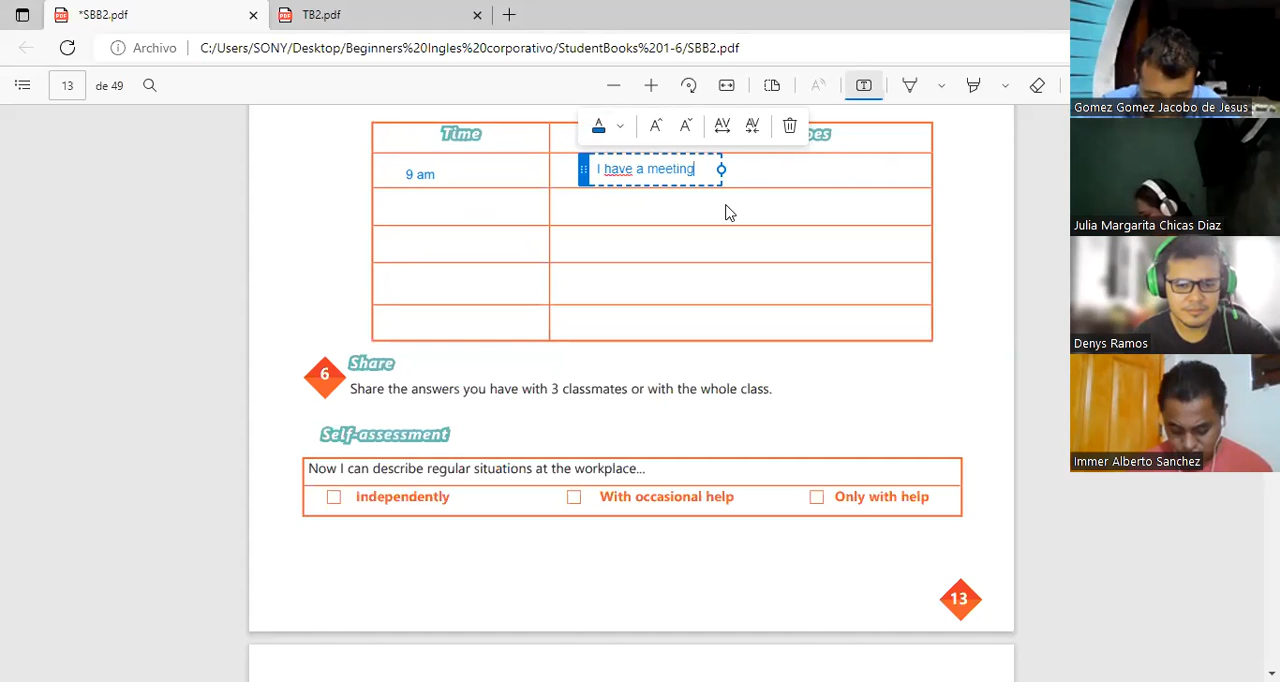 *SBB2.pdf
TB2.pdf
Archivo
C:/Users/SONY/Desktop/Beginners%20Ingles%20corporativo/StudentBooks%201-6/SBB2.pdf
13 de 49
Time
9 am
I have a meeting
6
Share
Share the answers you have with 3 classmates or with the whole class.
Self-assessment
Now I can describe regular situations at the workplace...
Independently
With occasional help
Only with help
13
Gomez Gomez Jacobo de Jesus
Julia Margarita Chicas Diaz
Denys Ramos
Immer Alberto Sanchez